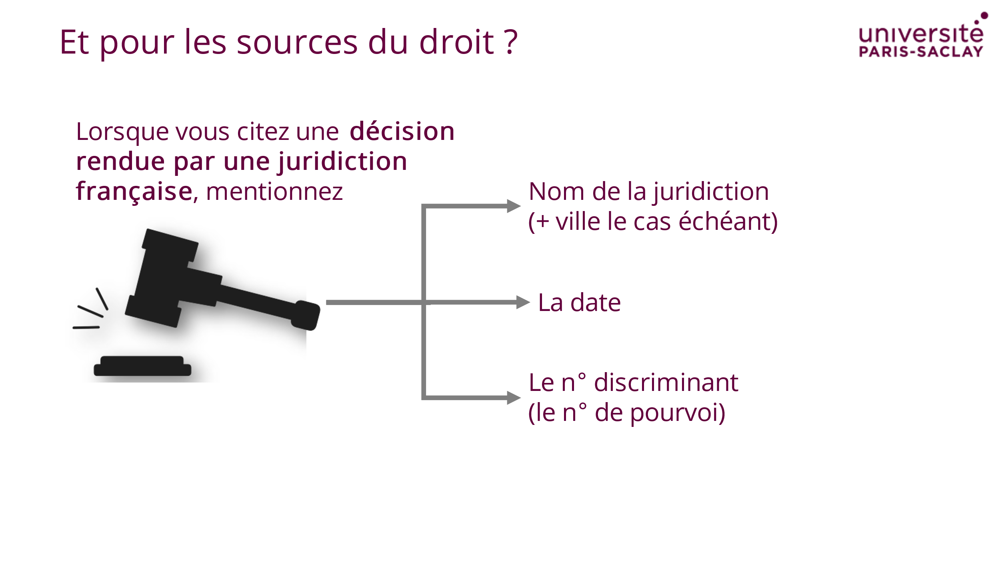 Et pour les sources du droit ?
université
PARIS-SACLAY
Lorsque vous citez une décision
rendue par une juridiction
française, mentionnez
Nom de la juridiction
(+ ville le cas échéant)
La date
Le n° discriminant
(le n° de pourvoi)